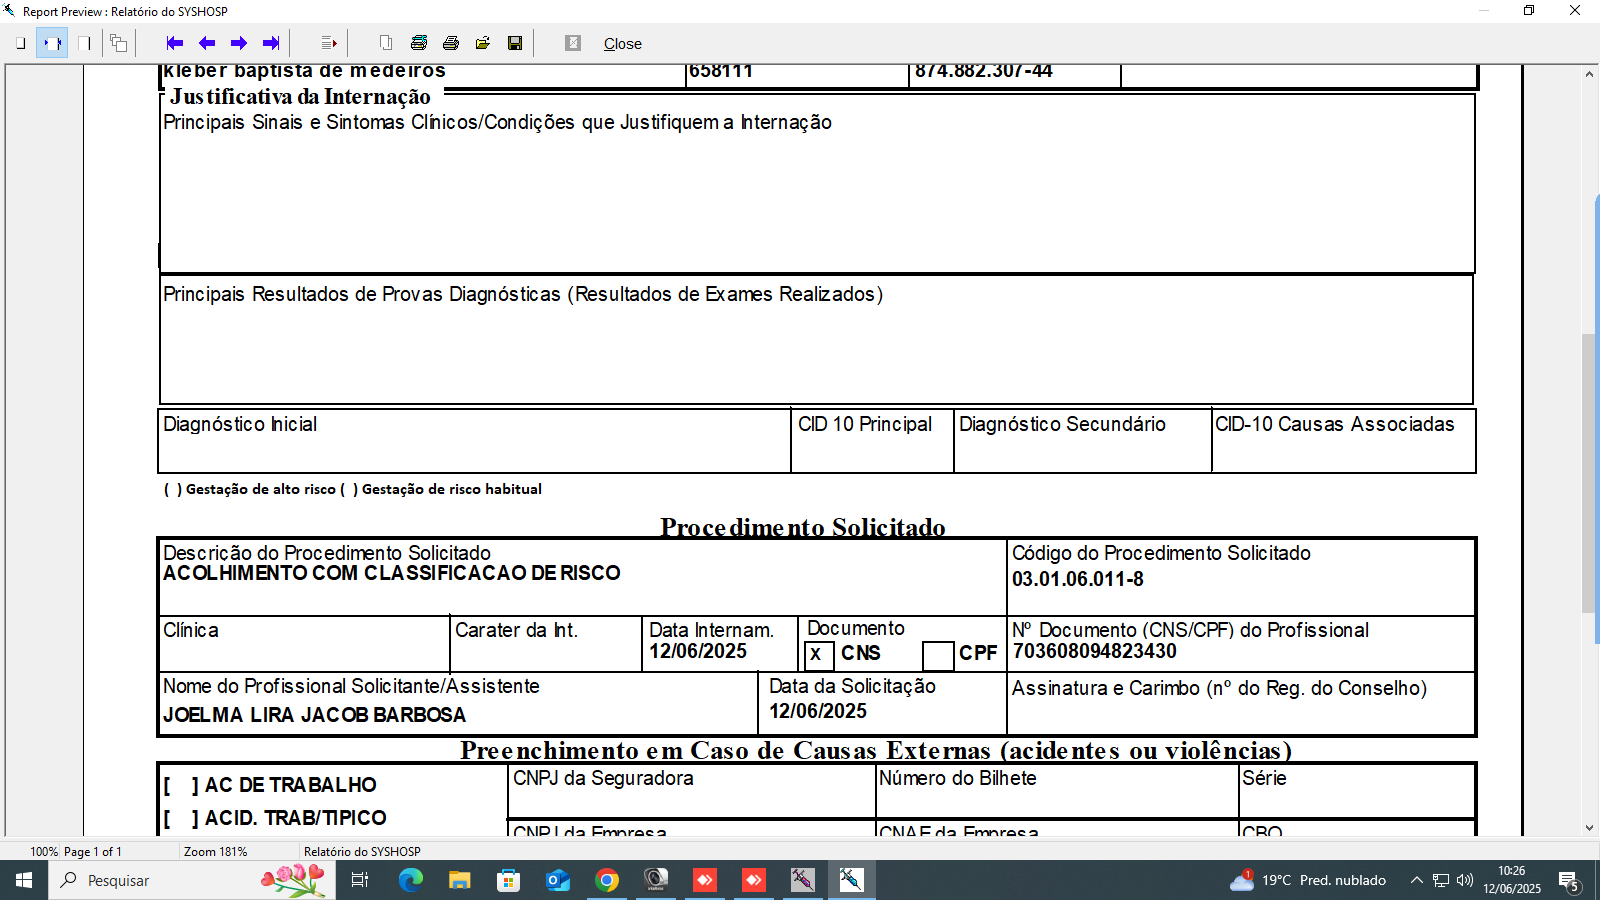 Report Preview : Relatório do SYSHOSP
Close
kleber baptista de medeiros 658111 874.882.307-44
Justificativa da Internação
Principais Sinais e Sintomas Clínicos/Condições que Justifiquem a Internação
Principais Resultados de Provas Diagnósticas (Resultados de Exames Realizados)
Diagnóstico Inicial CID 10 Principal Diagnóstico Secundário CID-10 Causas Associadas
( ) Gestação de alto risco ( ) Gestação de risco habitual
Procedimento Solicitado
Descrição do Procedimento Solicitado Código do Procedimento Solicitado
ACOLHIMENTO COM CLASSIFICACAO DE RISCO 03.01.06.011-8
Clínica Carater da Int. Data Internam. Documento Nº Documento (CNS/CPF) do Profissional
12/06/2025 X CNS CPF 703608094823430
Nome do Profissional Solicitante/Assistente Data da Solicitação Assinatura e Carimbo (nº do Reg. do Conselho)
JOELMA LIRA JACOB BARBOSA 12/06/2025
Preenchimento em Caso de Causas Externas (acidentes ou violências)
[ ] AC DE TRABALHO CNPJ da Seguradora Número do Bilhete Série
[ ] ACID. TRAB/TIPICO
CNPJ da Empresa CNAE da Empresa CBO
100% Page 1 of 1 Zoom 181% Relatório do SYSHOSP
Pesquisar 1 19°C Pred. nublado 10:26
12/06/2025 5